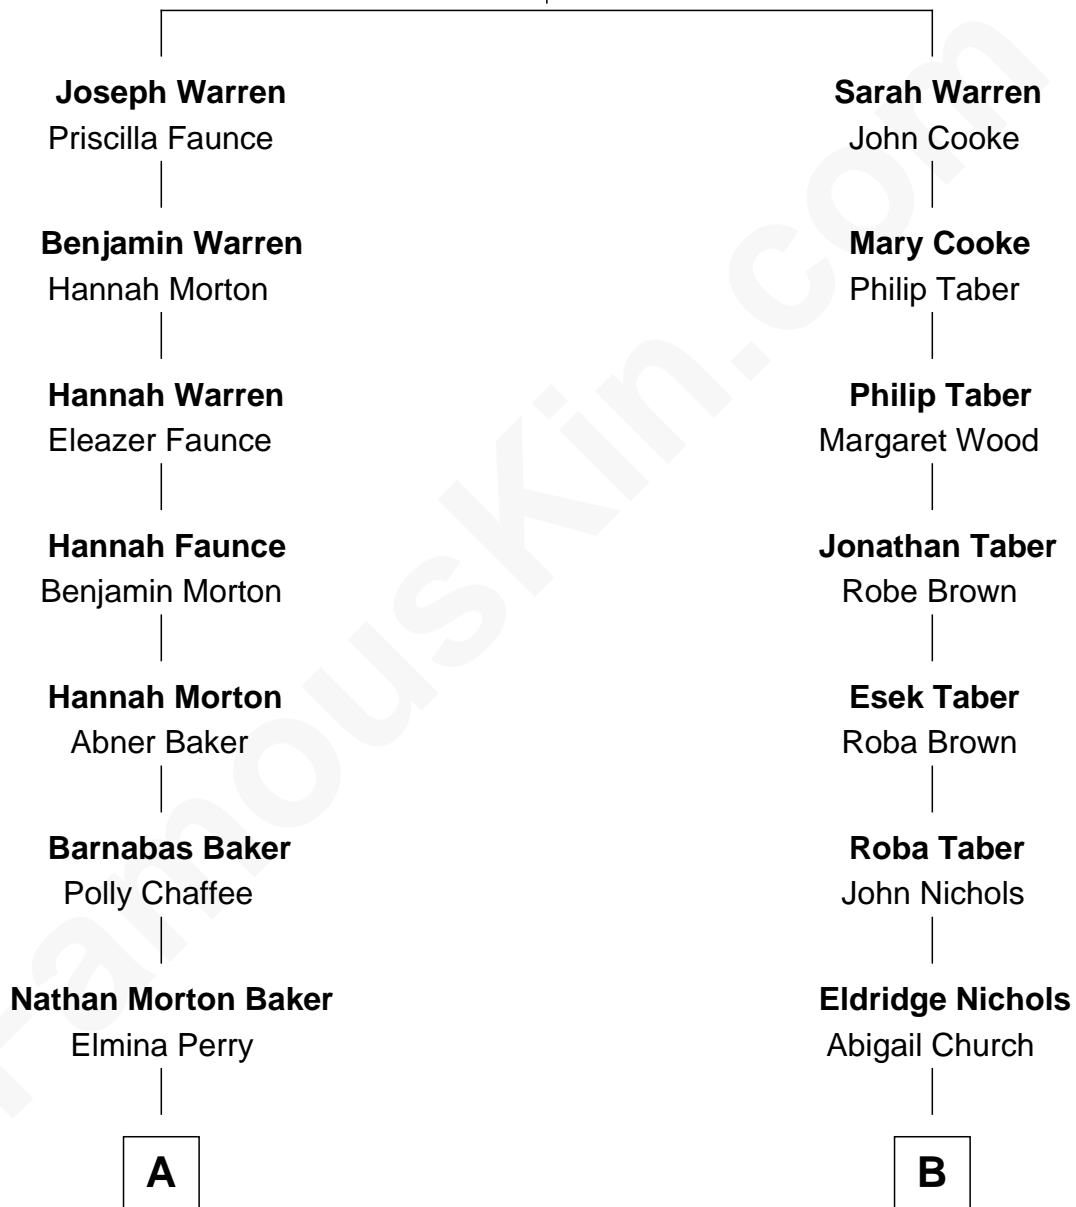 Joseph Warren
Priscilla Faunce
Benjamin Warren
Hannah Morton
Hannah Warren
Eleazer Faunce
Hannah Faunce
Benjamin Morton
Hannah Morton
Abner Baker
Barnabas Baker
Polly Chaffee
Nathan Morton Baker
Elmina Perry
A
Sarah Warren
John Cooke
Mary Cooke
Philip Taber
Philip Taber
Margaret Wood
Jonathan Taber
Robe Brown
Esek Taber
Roba Brown
Roba Taber
John Nichols
Eldridge Nichols
Abigail Church
B
FamousKin.com